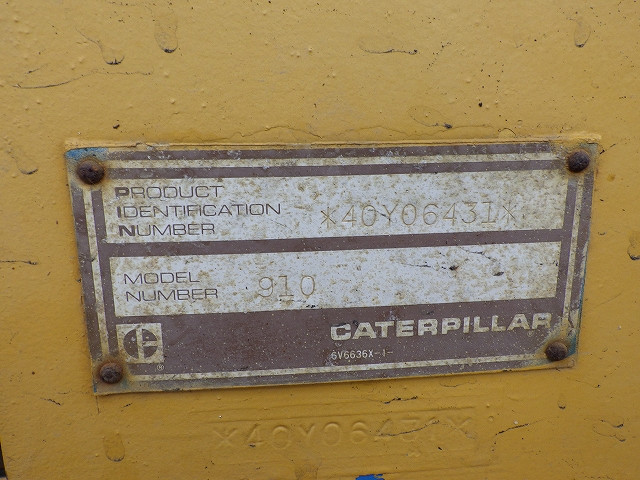 PRODUCT
IDENTIFICATION
NUMBER
*40Y06431*
MODEL
NUMBER
910
CATERPILLAR
6V6636X-1-
®
*40Y06431*